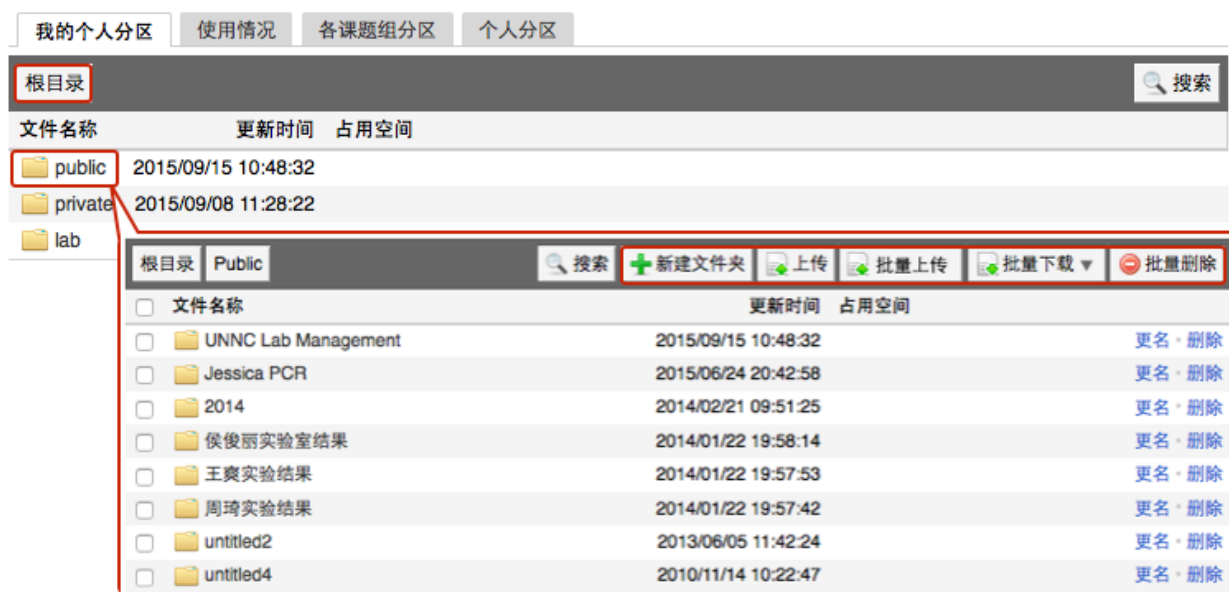 我的个人分区 使用情况 各课题组分区 个人分区
根目录 搜索
文件名称 更新时间 占用空间
public 2015/09/15 10:48:32
private 2015/09/08 11:28:22
lab
根目录 Public 搜索 新建文件夹 上传 批量上传 批量下载 批量删除
文件名称 更新时间 占用空间
UNNC Lab Management 2015/09/15 10:48:32 更名 · 删除
Jessica PCR 2015/06/24 20:42:58 更名 · 删除
2014 2014/02/21 09:51:25 更名 · 删除
侯俊丽实验室结果 2014/01/22 19:58:14 更名 · 删除
王爽实验结果 2014/01/22 19:57:53 更名 · 删除
周琦实验结果 2014/01/22 19:57:42 更名 · 删除
untitled2 2013/06/05 11:42:24 更名 · 删除
untitled4 2010/11/14 10:22:47 更名 · 删除